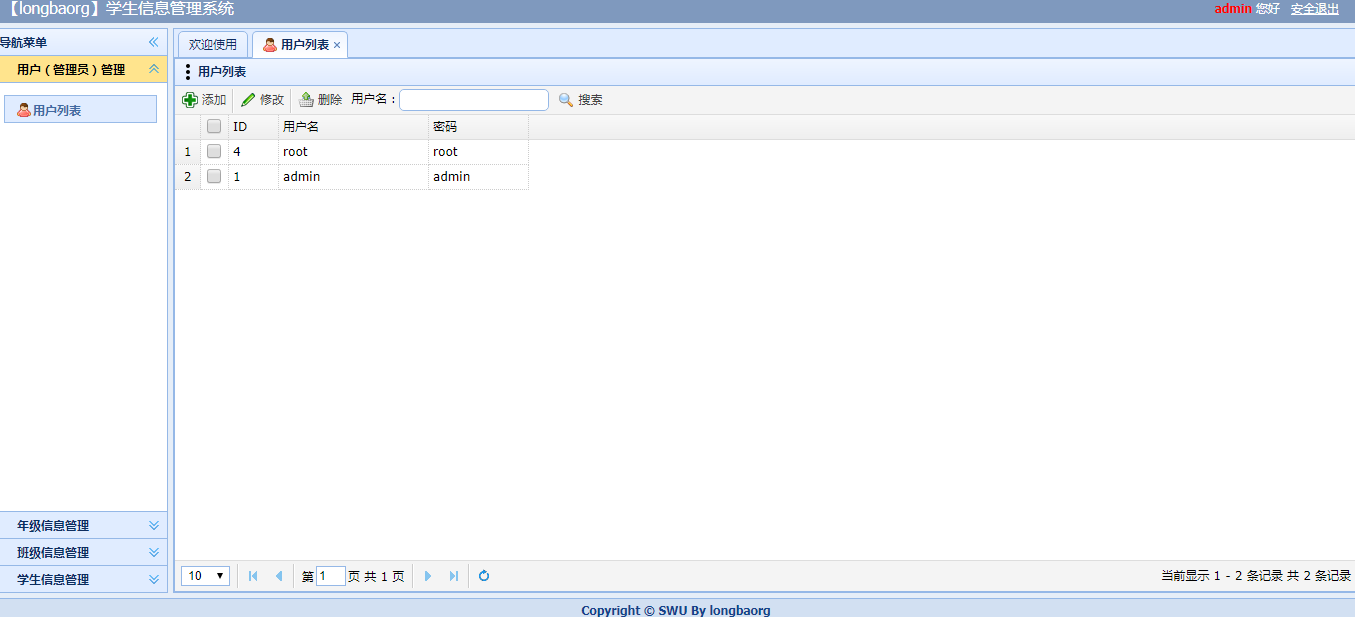 【longbaorg】学生信息管理系统
admin 您好 安全退出
导航菜单
用户（管理员）管理
用户列表
年级信息管理
班级信息管理
学生信息管理
欢迎使用 用户列表
用户列表
添加 修改 删除 用户名： 搜索
ID 用户名 密码
1 4 root root
2 1 admin admin
10 第 1 页 共 1 页
当前显示 1 - 2 条记录 共 2 条记录
Copyright © SWU By longbaorg